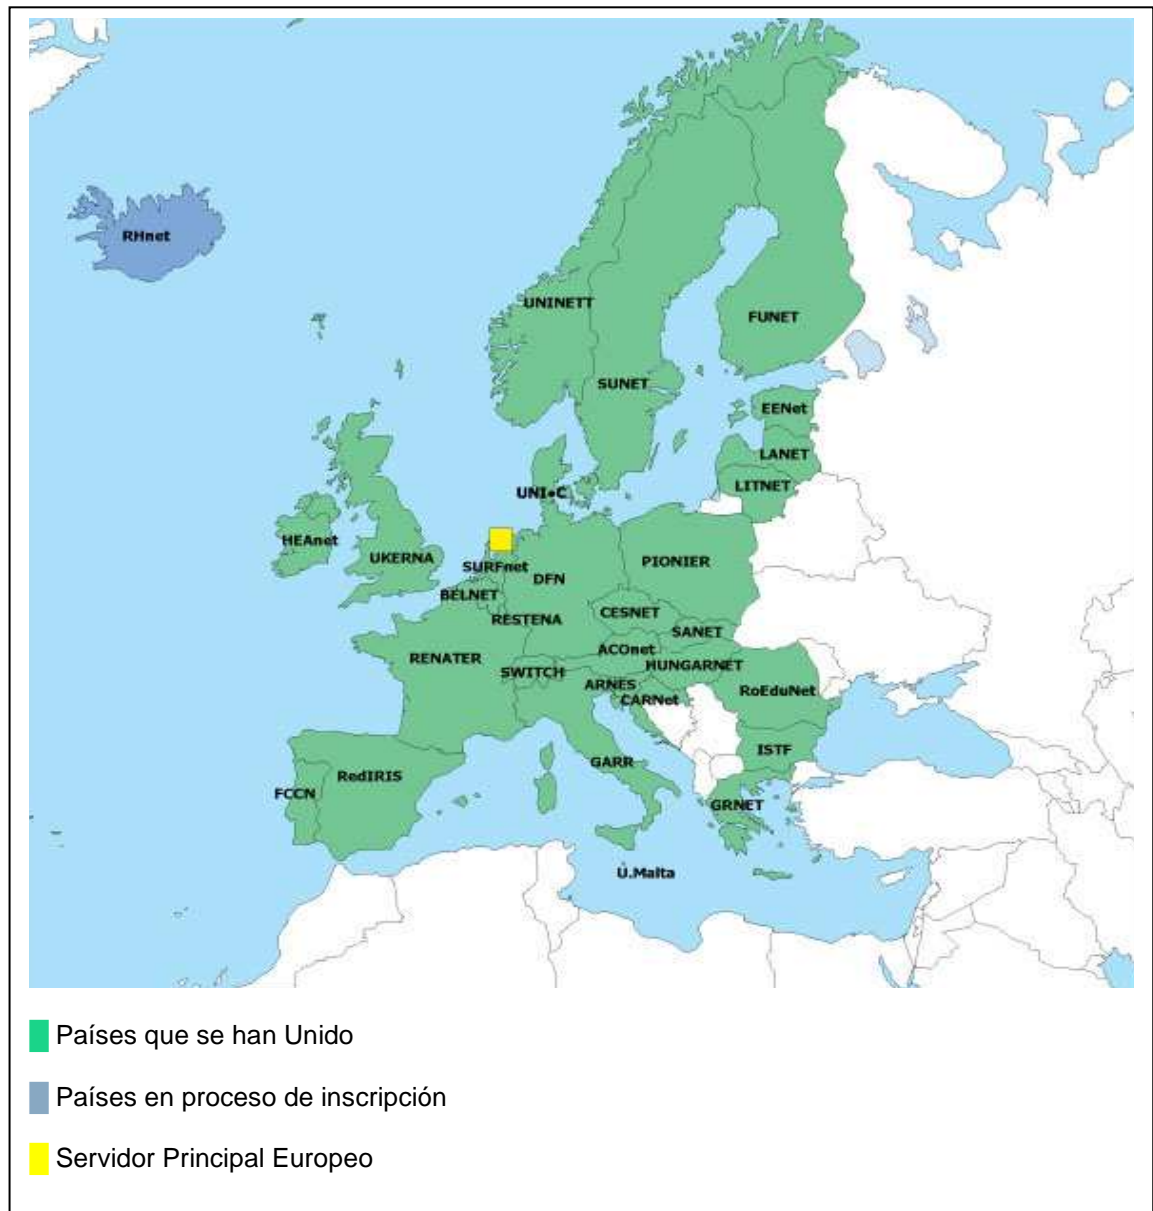 RHnet
UNINETT
FUNET
SUNET
EENet
LANET
LITNET
UNI•C
HEAnet
UKERNA
SURFnet
DFN
PIONIER
BELNET
RESTENA
CESNET
SANET
ACOnet
RENATER
SWITCH
HUNGARNET
ARNES
CARNet
RoEduNet
ISTF
GARR
RedIRIS
FCCN
GRNET
U.Malta
Países que se han Unido
Países en proceso de inscripción
Servidor Principal Europeo